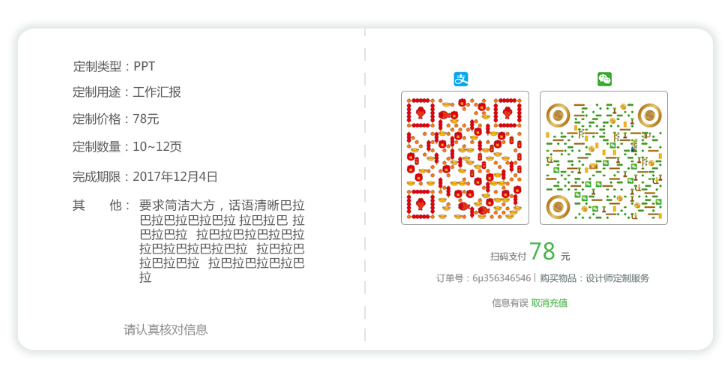 定制类型：PPT
定制用途：工作汇报
定制价格：78元
定制数量：10~12页
完成期限：2017年12月4日
其 他：要求简洁大方，话语清晰巴拉
巴拉巴拉巴拉巴拉 拉巴拉巴 拉
巴拉巴拉 拉巴拉巴拉巴拉巴
拉巴拉巴拉巴拉巴拉 拉巴拉巴
拉巴拉巴拉 拉巴拉巴拉巴拉巴
拉
请认真核对信息
扫码支付 78 元
订单号：6μ356346546 | 购买物品：设计师定制服务
信息有误 取消充值